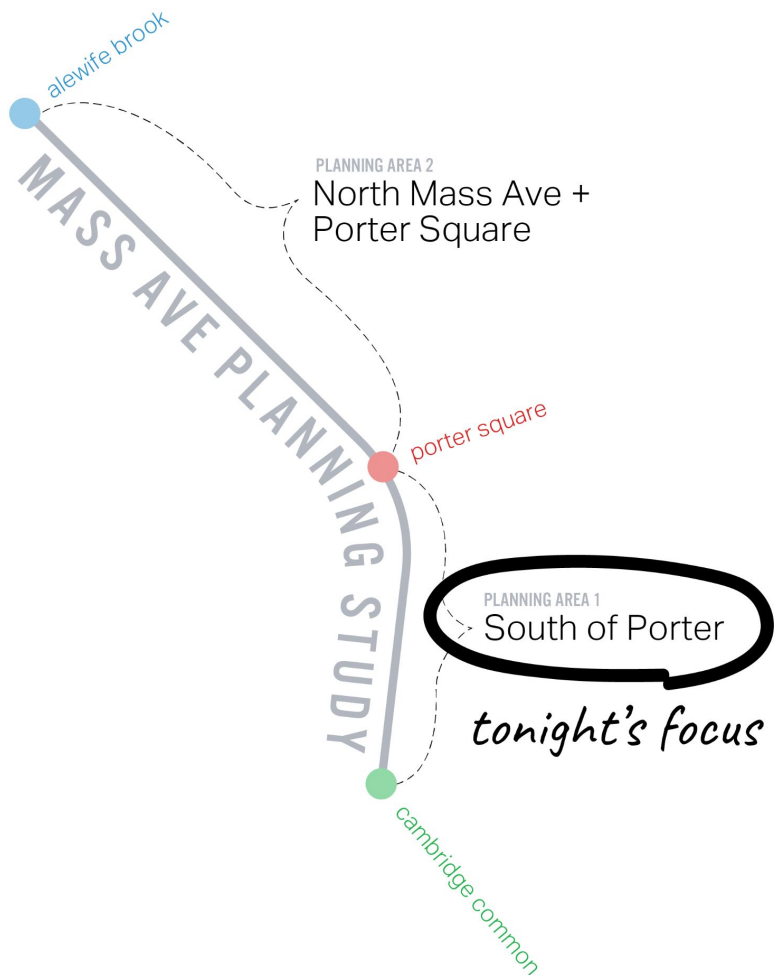 alewife brook
PLANNING AREA 2
North Mass Ave +
Porter Square
MASS AVE PLANNING STUDY
porter square
PLANNING AREA 1
South of Porter
tonight's focus
cambridge common